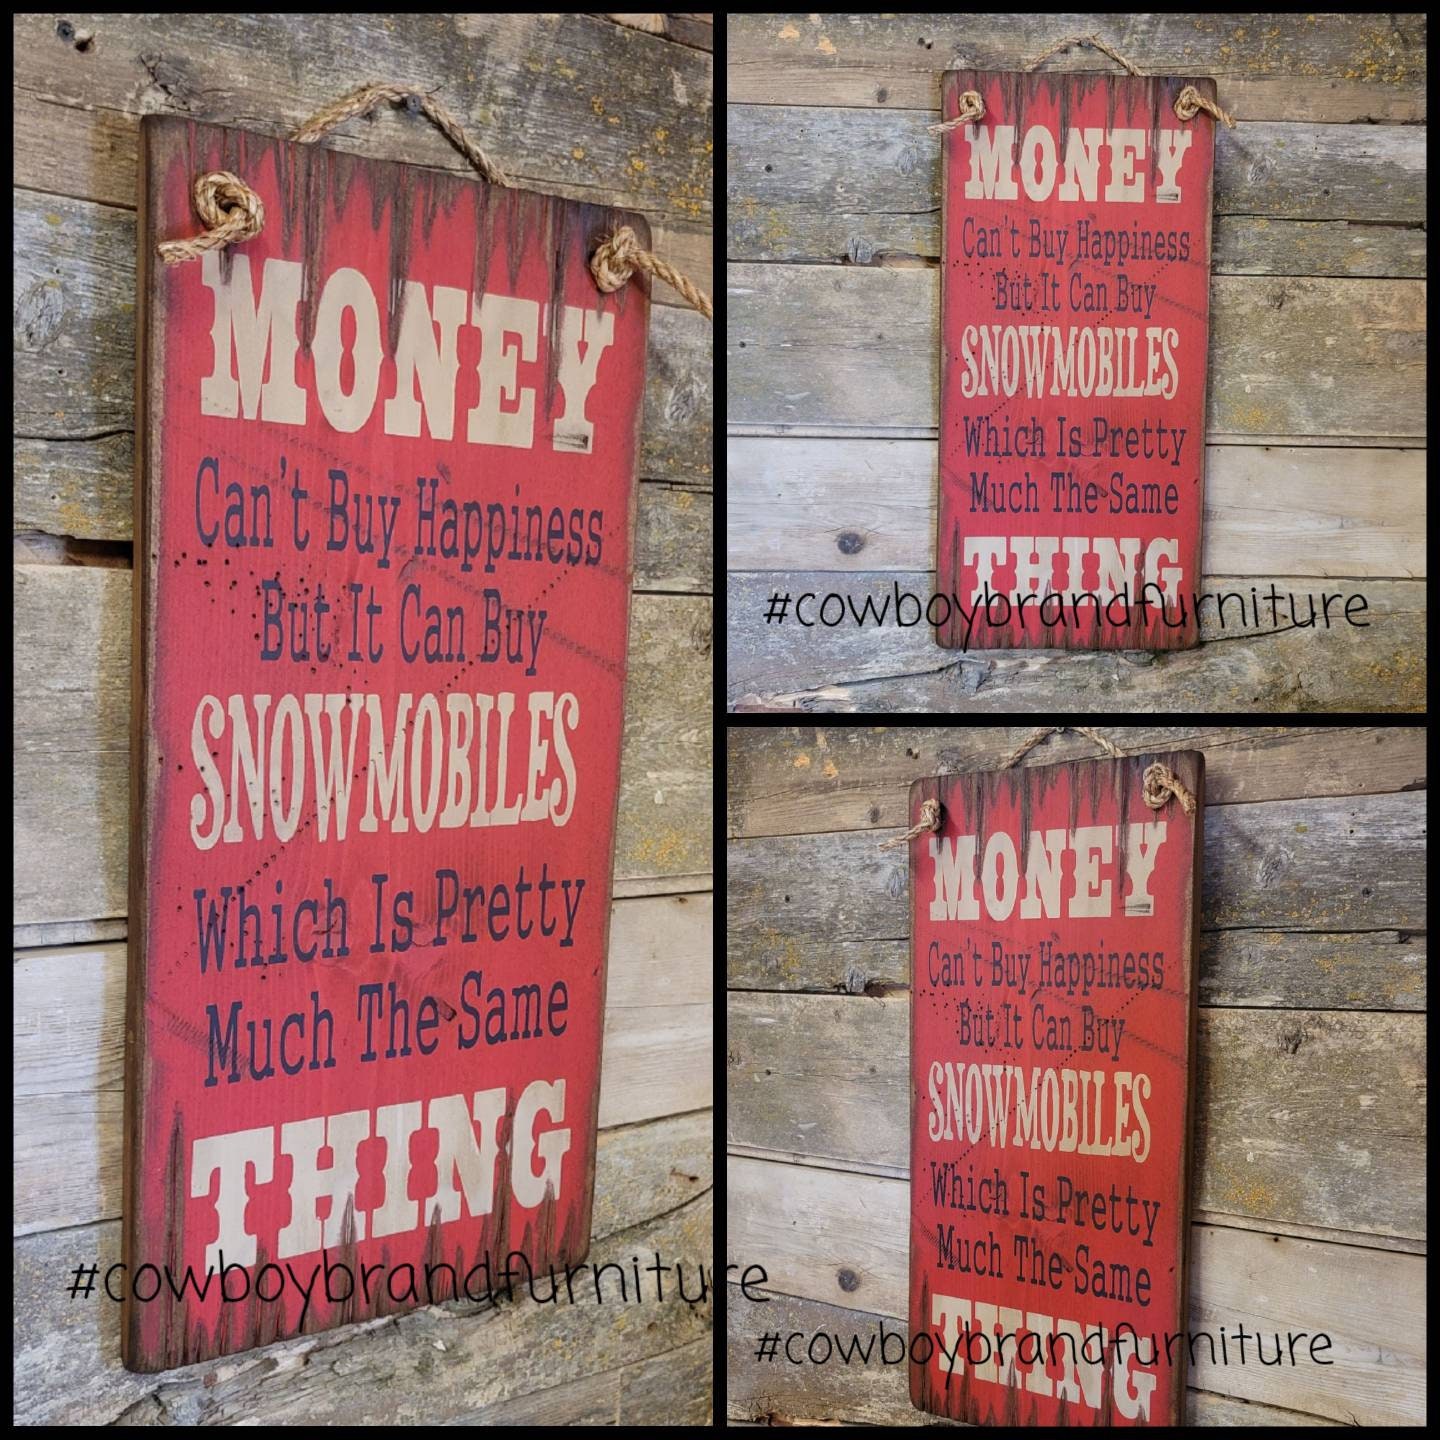 MONEY
Can't Buy Happiness
But It Can Buy
SNOWMOBILES
Which Is Pretty
Much The Same
THING
#cowboybrandfurniture
MONEY
Can't Buy Happiness
But It Can Buy
SNOWMOBILES
Which Is Pretty
Much The Same
THING
#cowboybrandfurniture
MONEY
Can't Buy Happiness
But It Can Buy
SNOWMOBILES
Which Is Pretty
Much The Same
THING
#cowboybrandfurniture